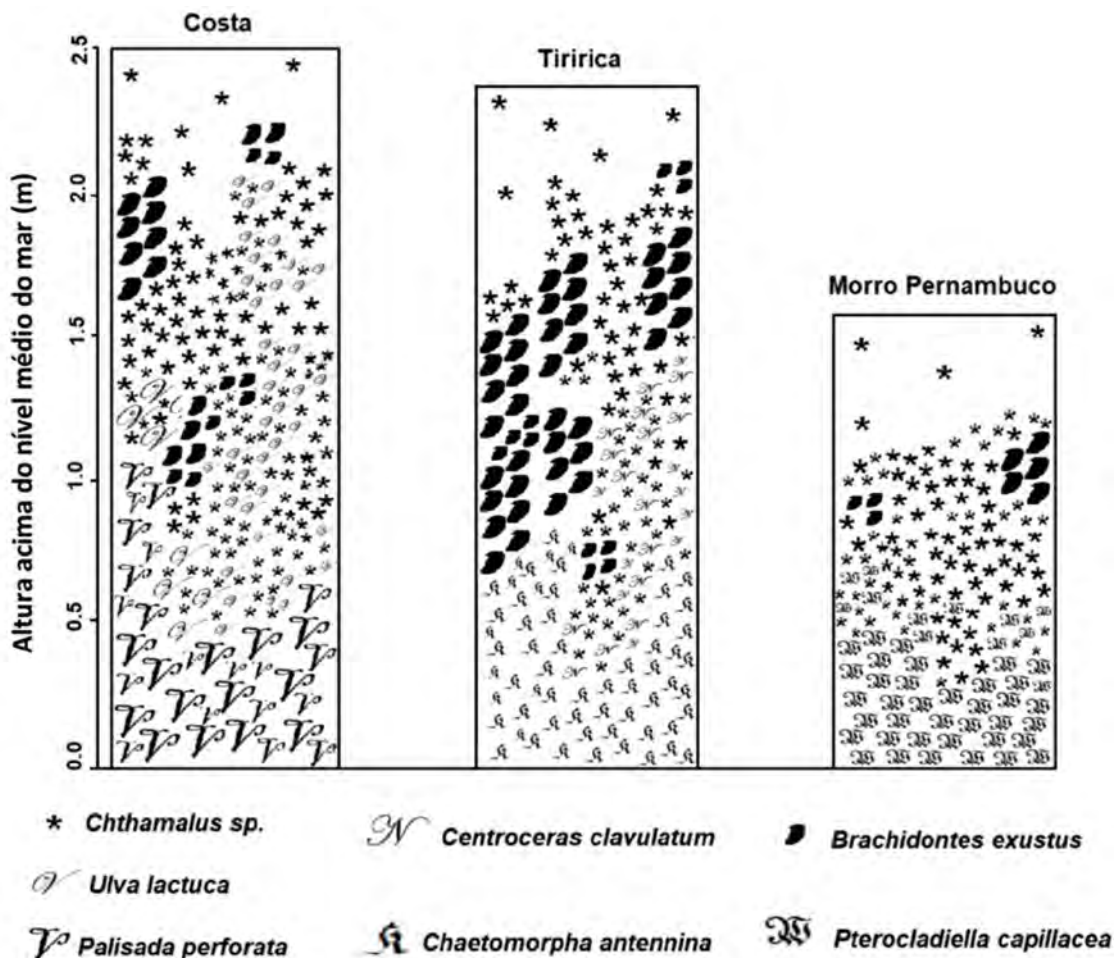 Costa
Tiririca
Morro Pernambuco
Altura acima do nível médio do mar (m)
2.5
2.0
1.5
1.0
0.5
0.0
Chthamalus sp.
Centroceras clavulatum
Brachidontes exustus
Ulva lactuca
Palisada perforata
Chaetomorpha antennina
Pterocladiella capillacea